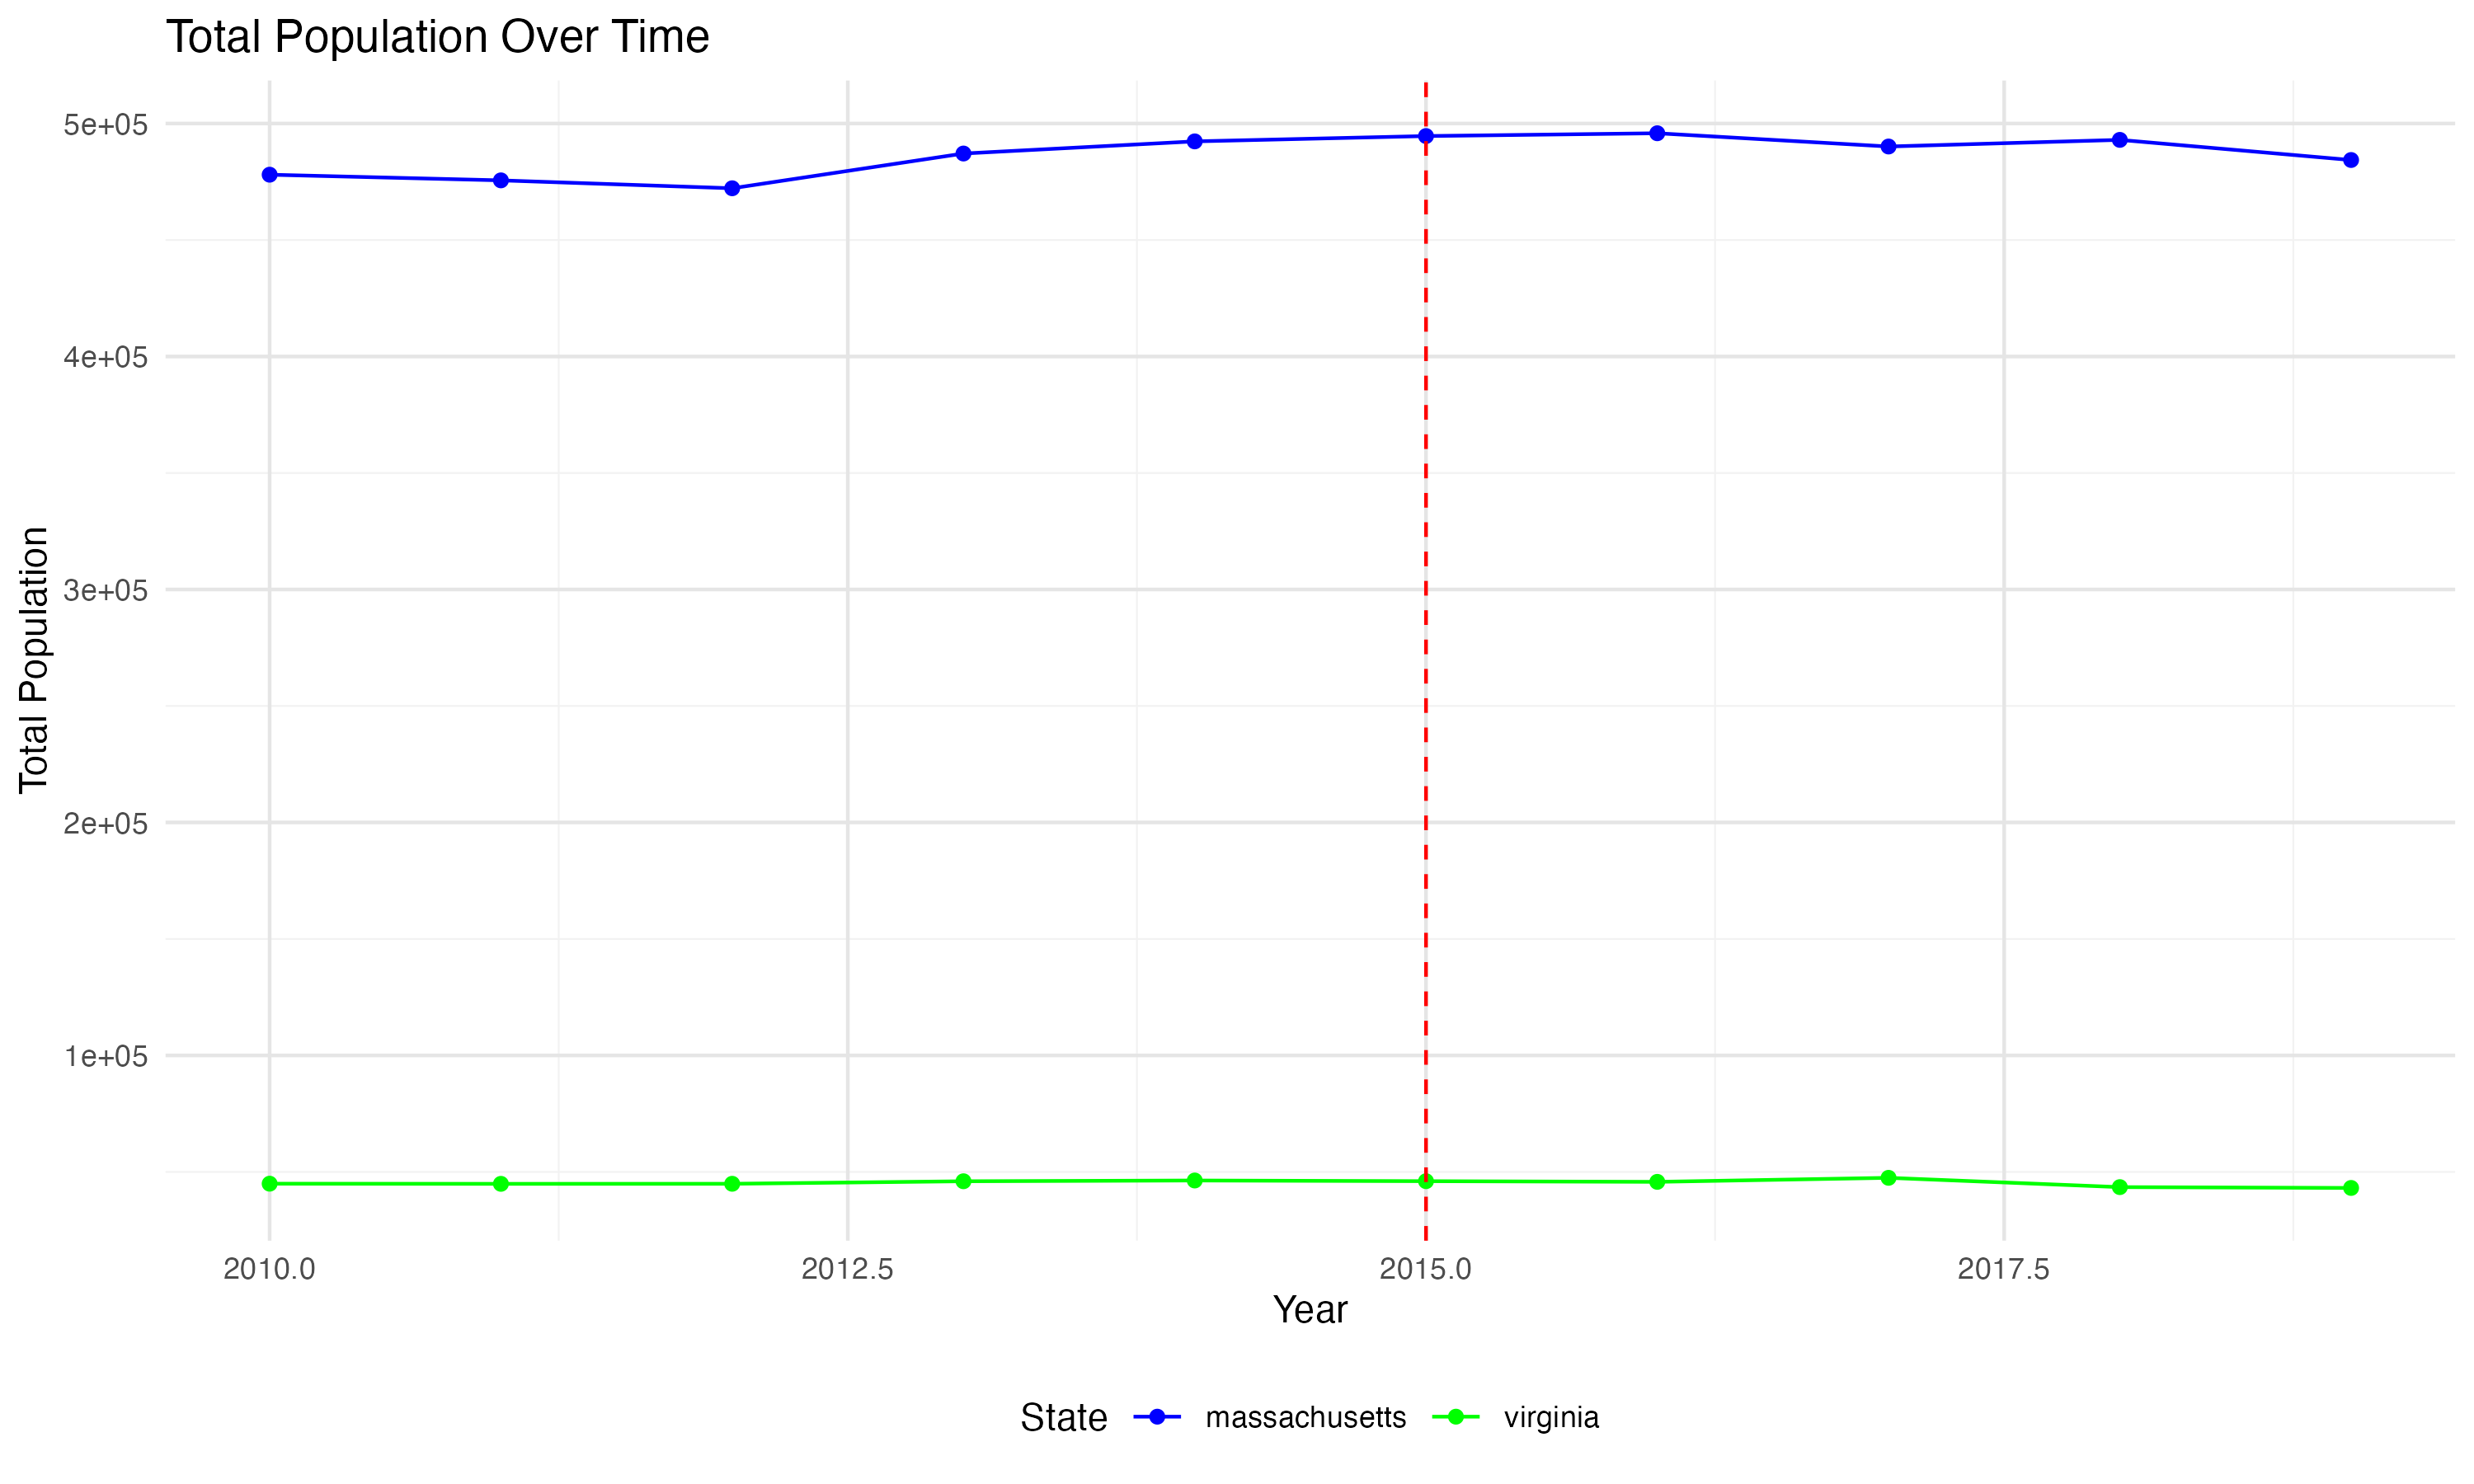 Total Population Over Time
Total Population
5e+05
4e+05
3e+05
2e+05
1e+05
2010.0 2012.5 2015.0 2017.5
Year
State massachusetts virginia